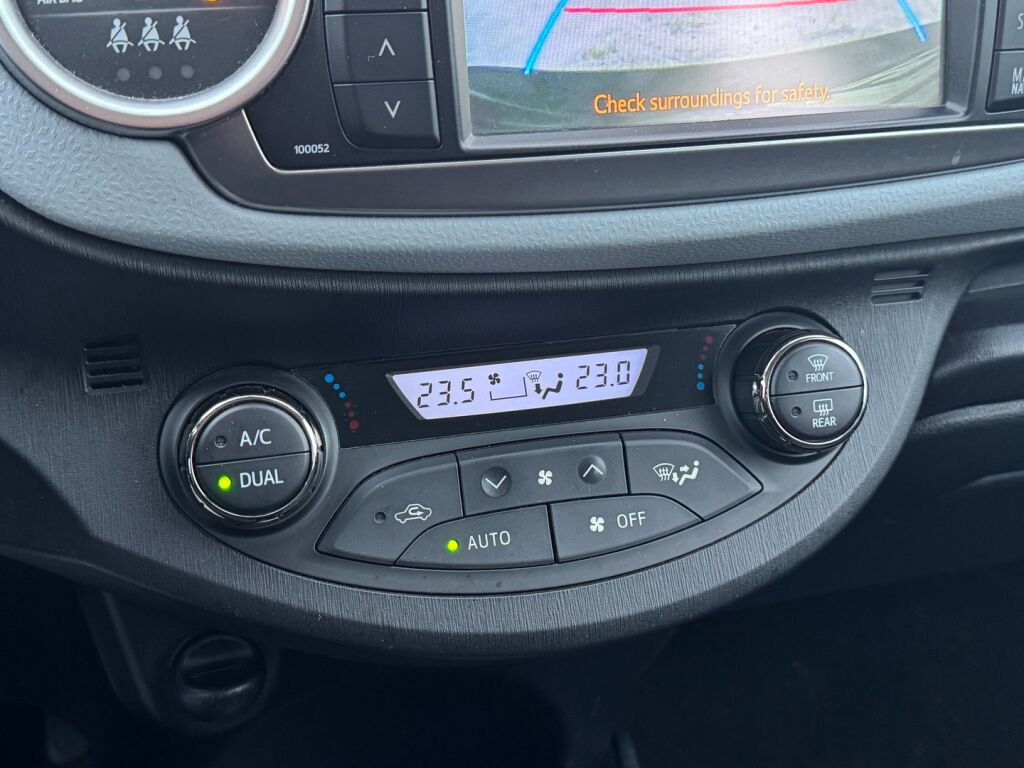 AIR BAG
Check surroundings for safety.
100052
23.5
23.0
FRONT
REAR
A/C
DUAL
AUTO
OFF